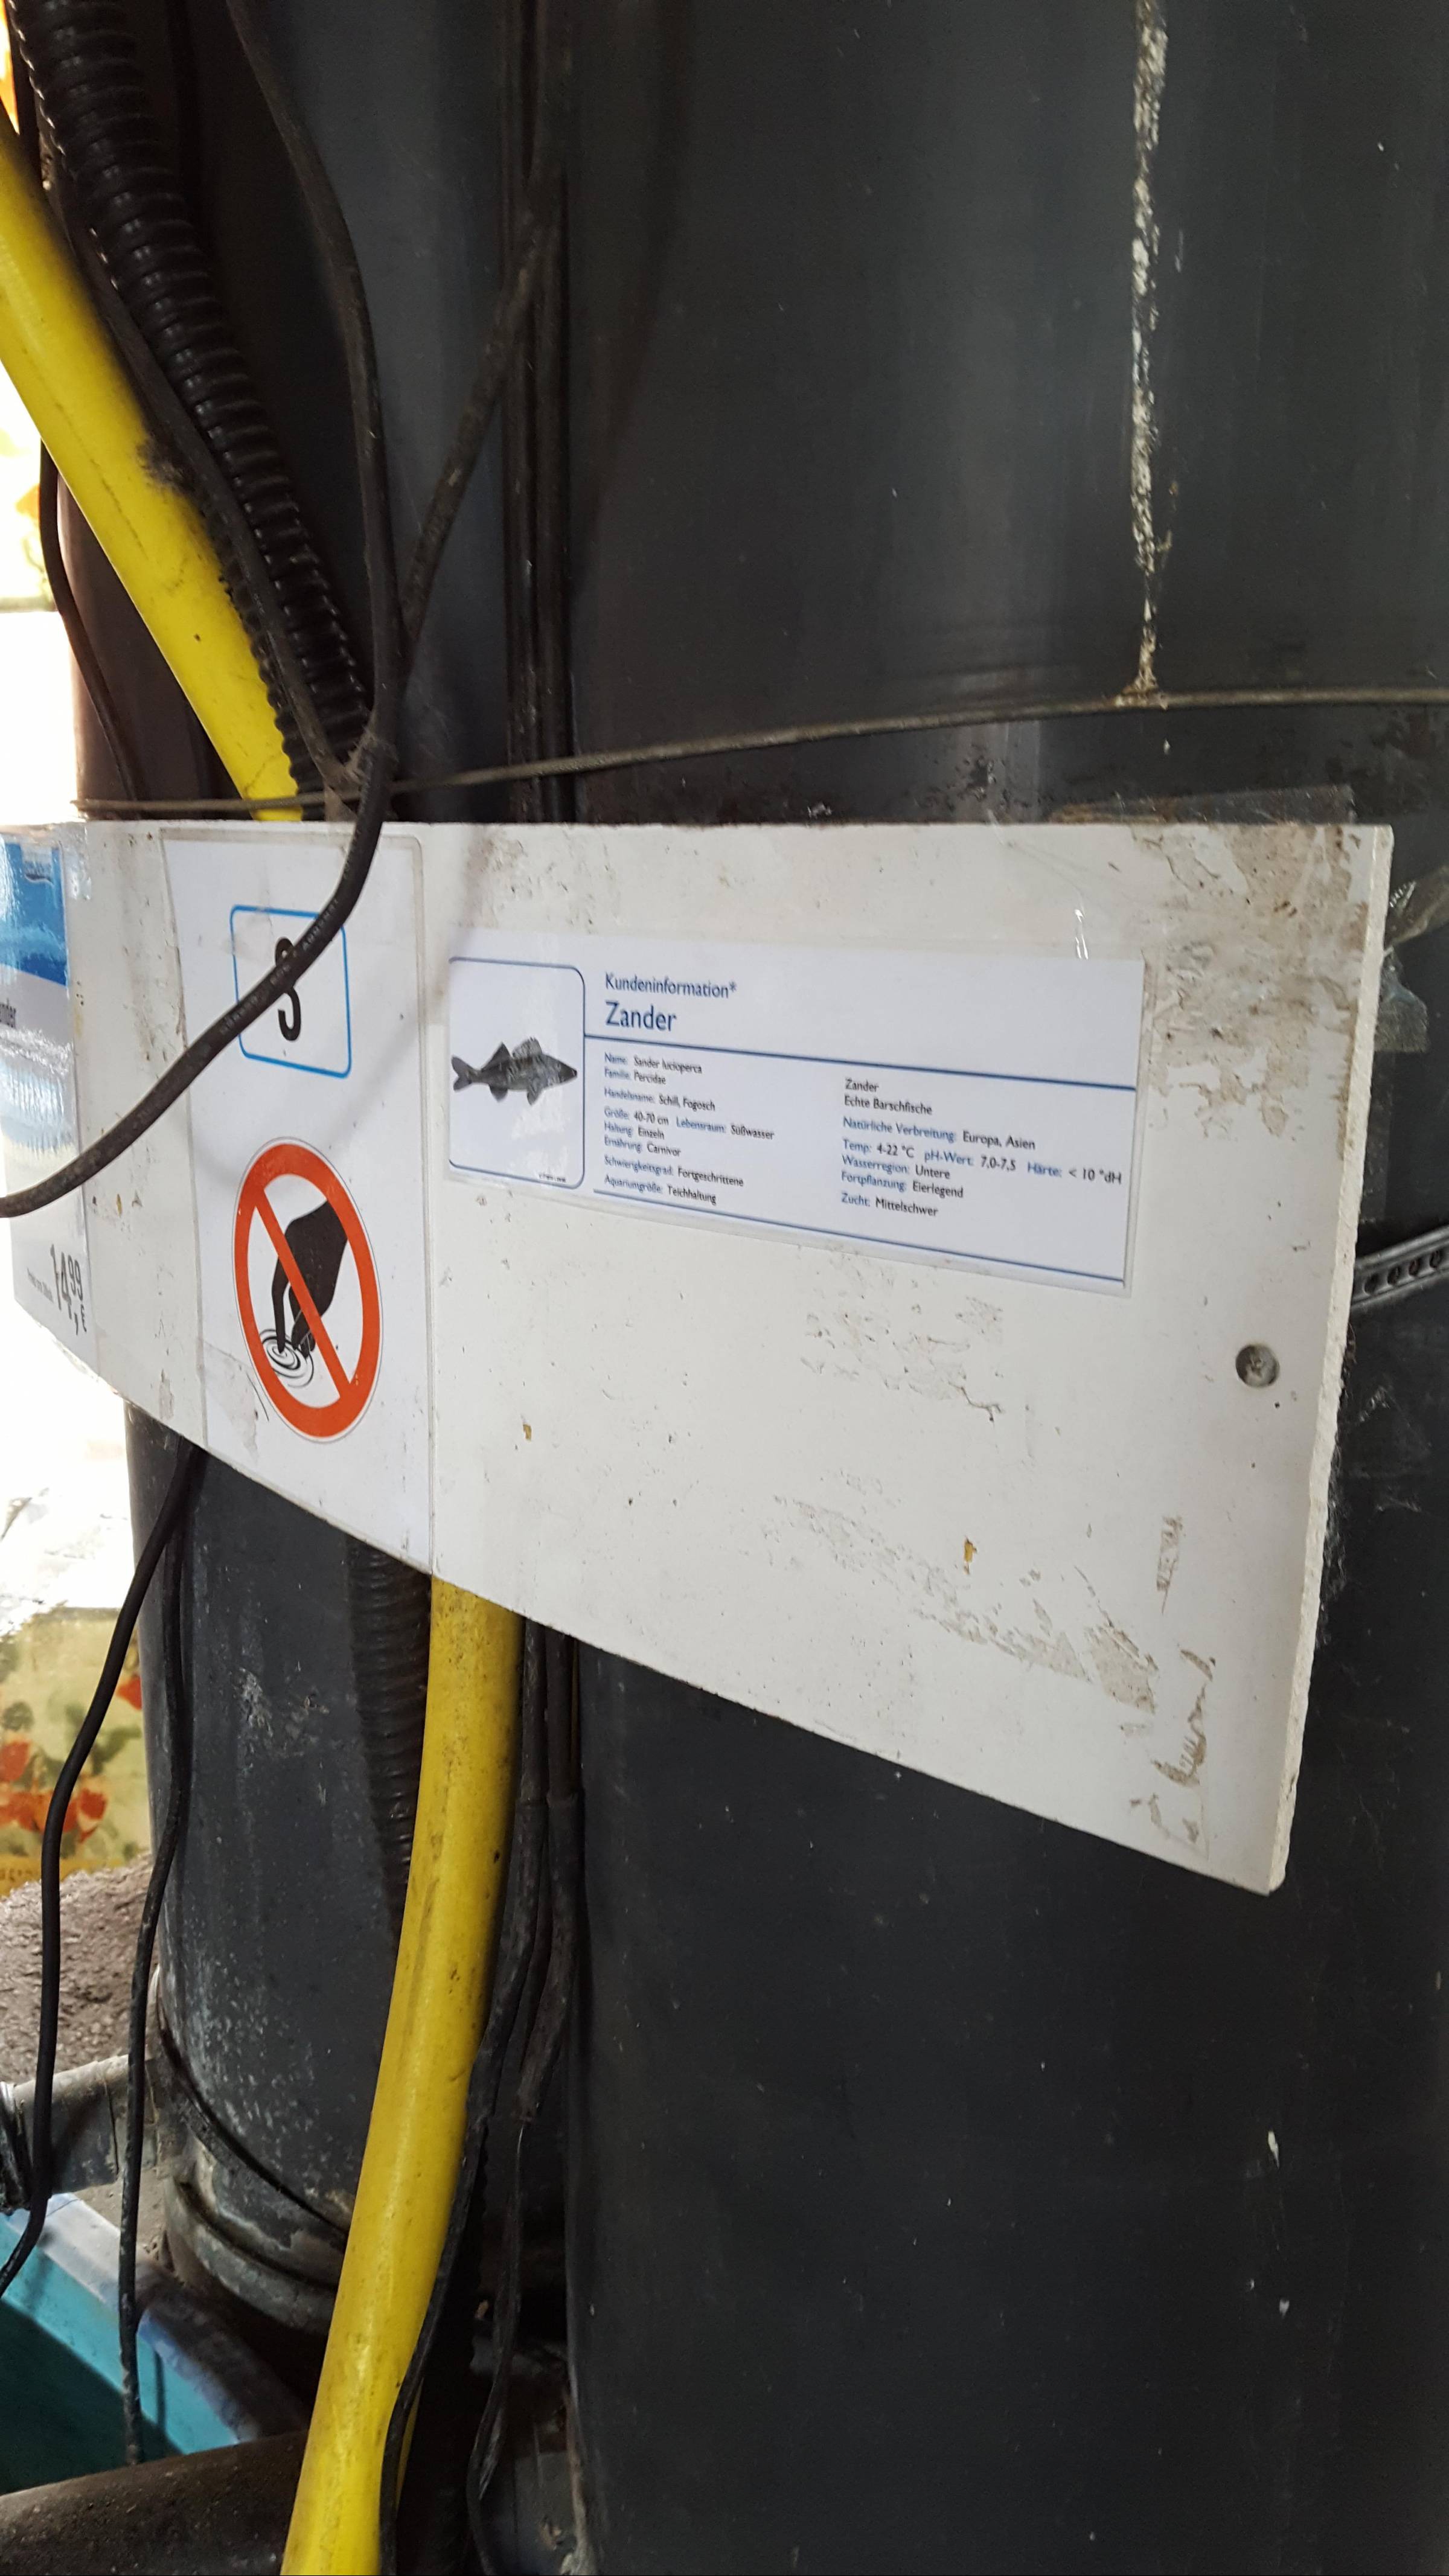 14,99
€
Kundeninformation*
Zander
Name: Sander lucioperca
Familie: Percidae
Handelsname: Schill, Fogosch
Größe: 40-70 cm Lebensraum: Süßwasser
Haltung: Einzeln
Ernährung: Carnivor
Schwierigkeitsgrad: Fortgeschrittene
Aquariumgröße: Teichhaltung
Zander
Echte Barschfische
Natürliche Verbreitung: Europa, Asien
Temp: 4-22 °C pH-Wert: 7,0-7,5 Härte: < 10 °dH
Wasserregion: Untere
Fortpflanzung: Eierlegend
Zucht: Mittelschwer